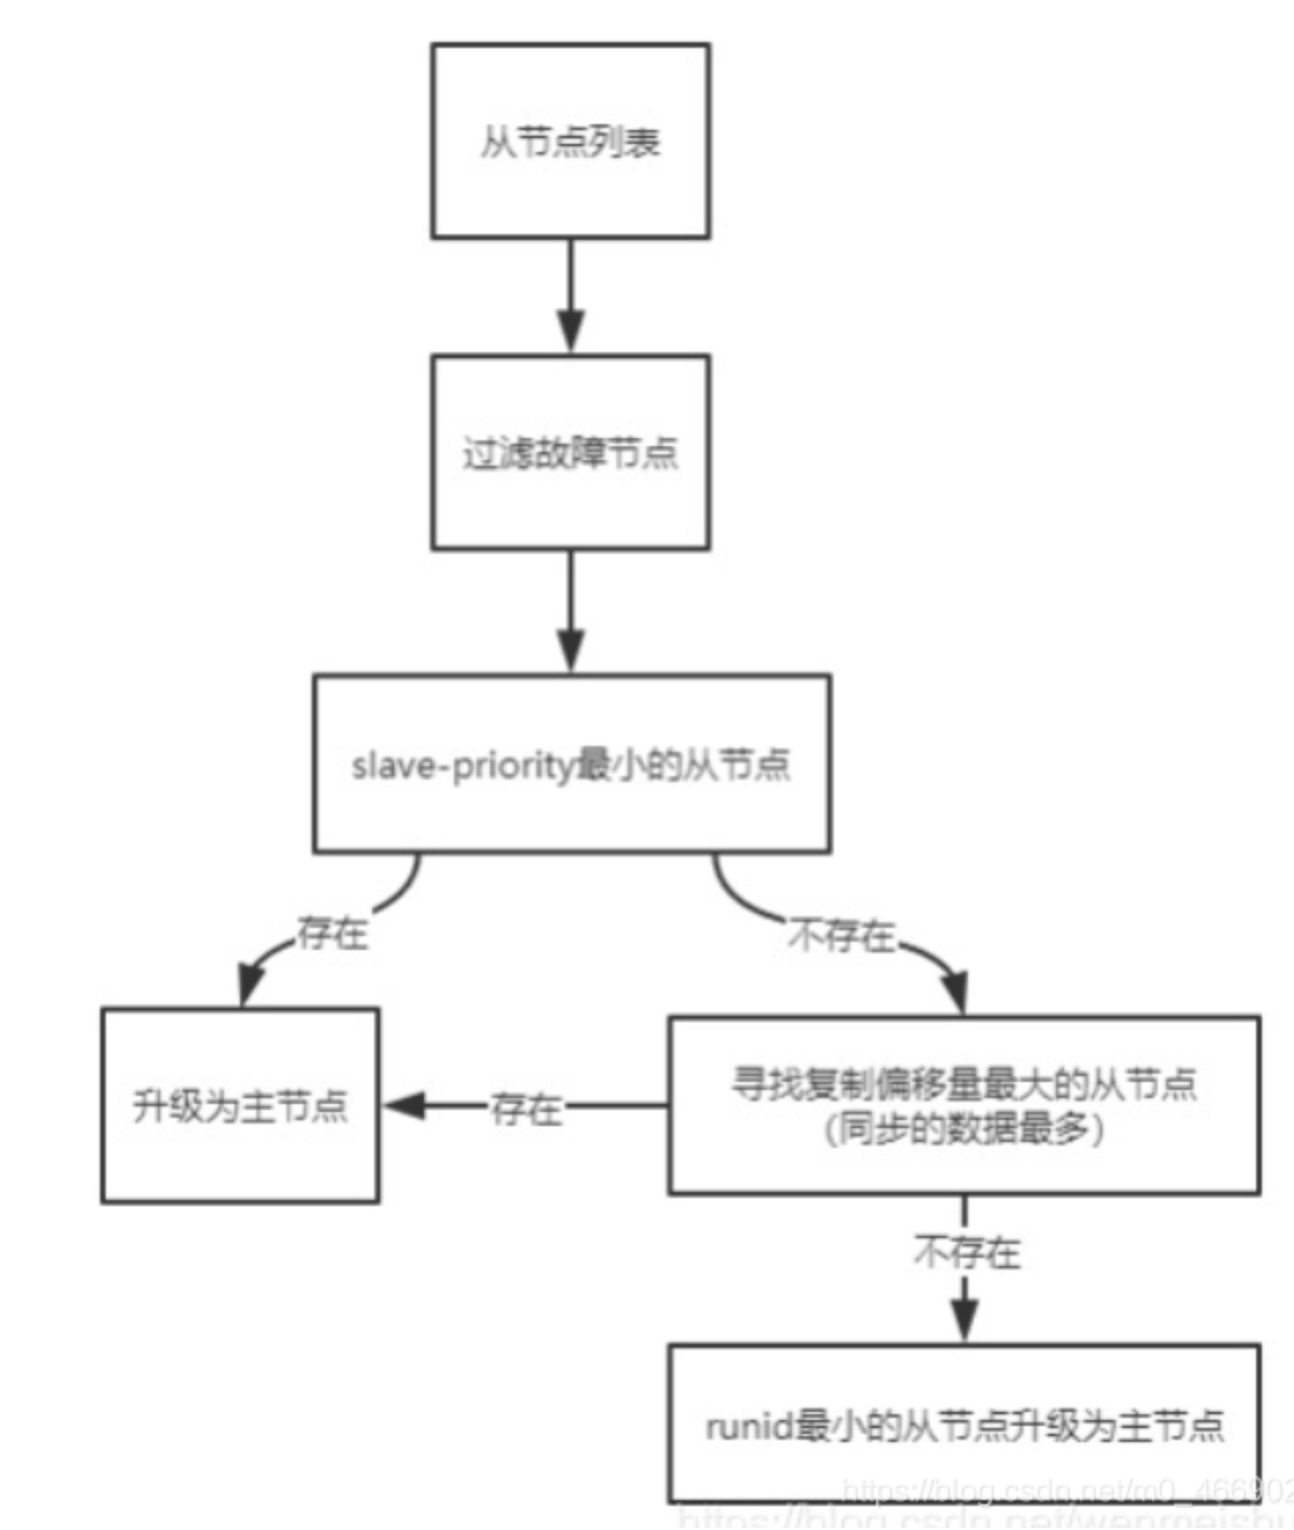 从节点列表
过滤故障节点
slave-priority最小的从节点
存在
不存在
升级为主节点
存在
寻找复制偏移量最大的从节点
（同步的数据最多）
不存在
runid最小的从节点升级为主节点
https://blog.csdn.net/m0_466902
https://blog.csdn.net/wenmeishu